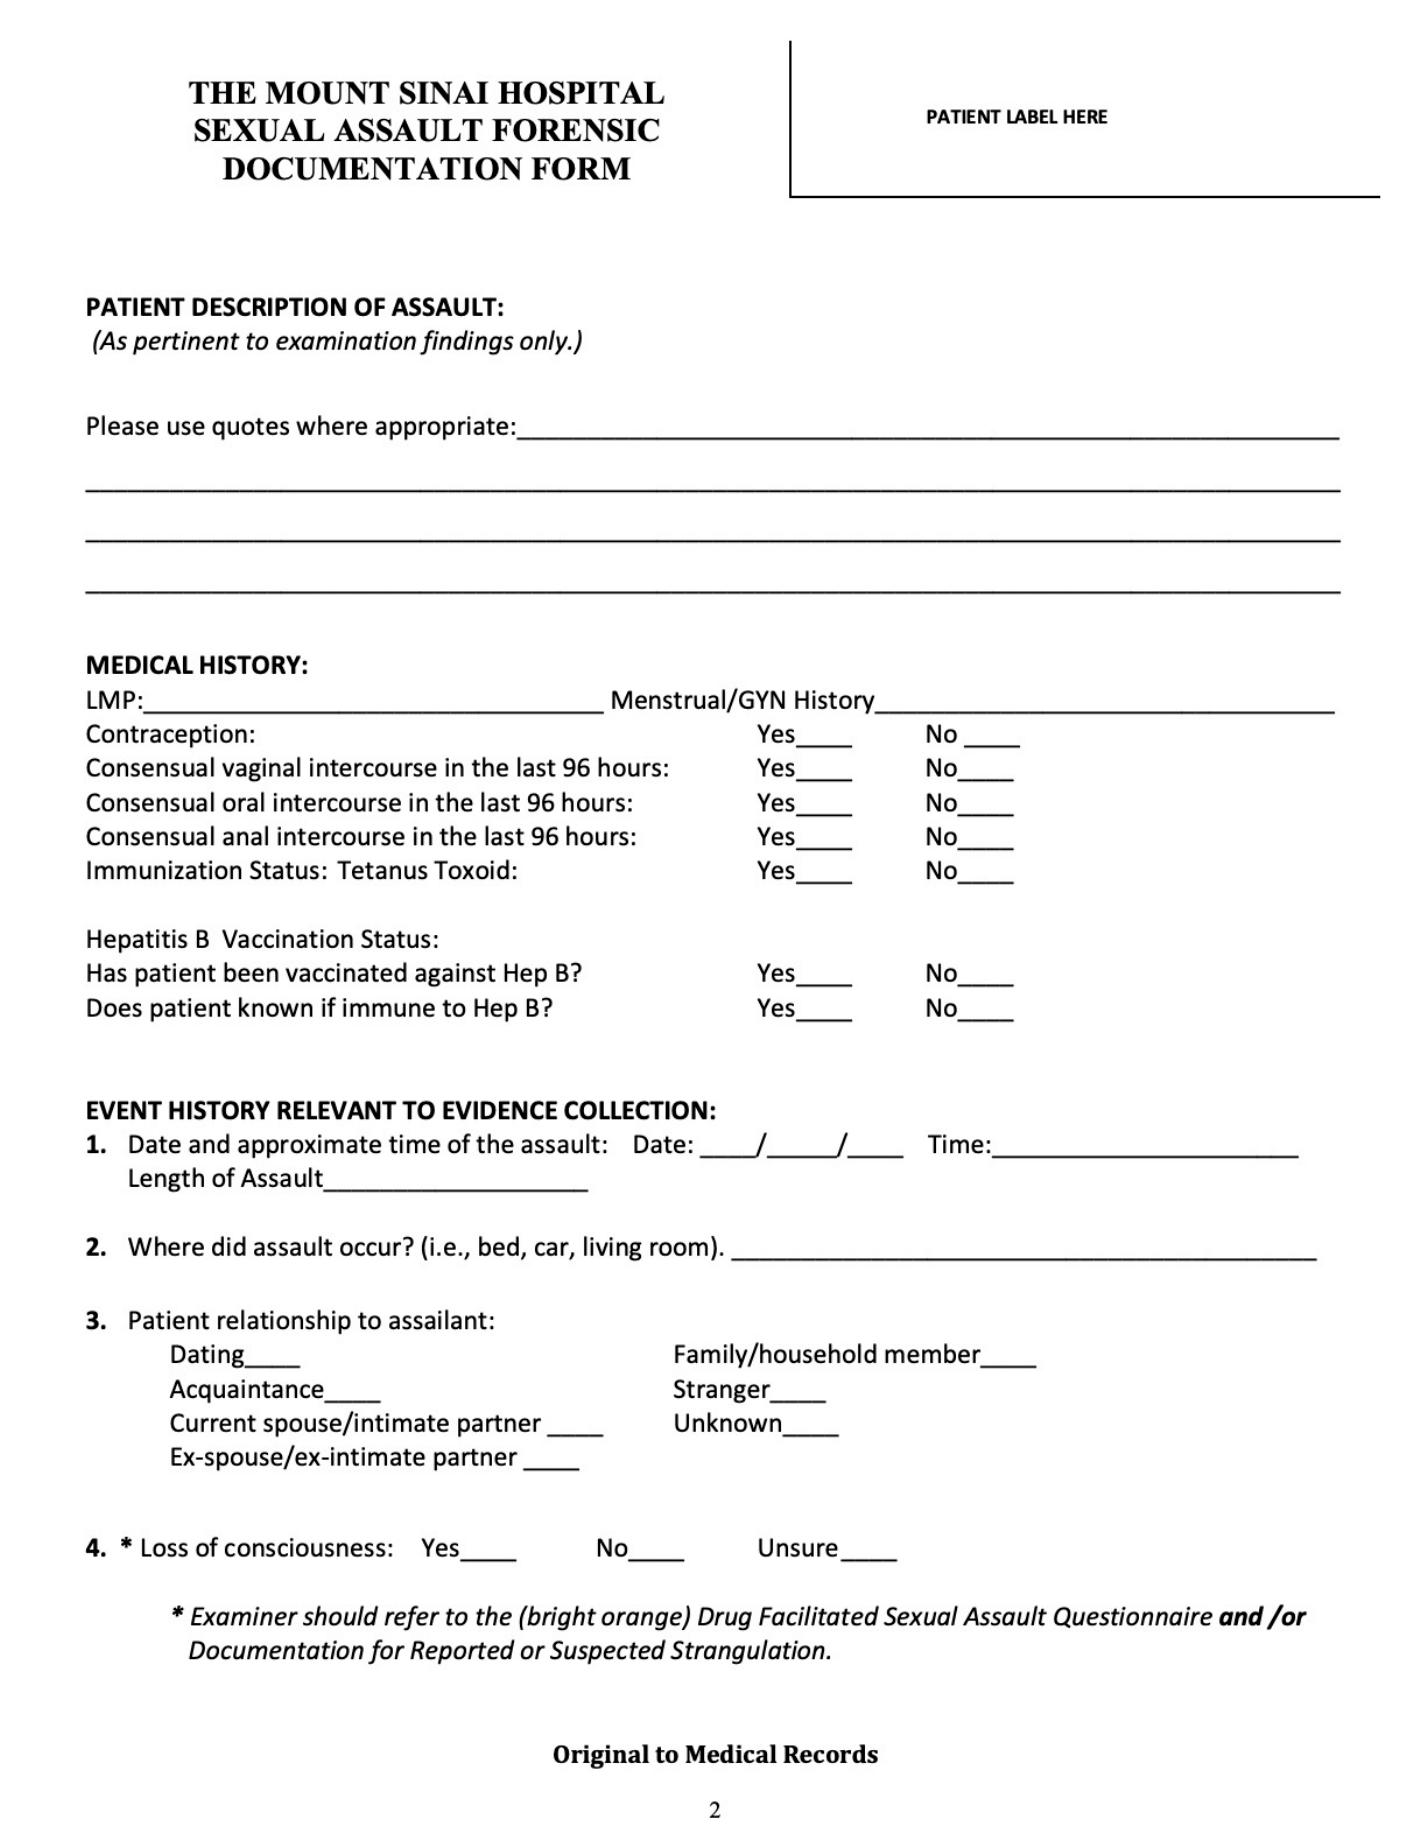 THE MOUNT SINAI HOSPITAL
SEXUAL ASSAULT FORENSIC
DOCUMENTATION FORM
PATIENT LABEL HERE
PATIENT DESCRIPTION OF ASSAULT:
(As pertinent to examination findings only.)
Please use quotes where appropriate:____
MEDICAL HISTORY:
LMP:____ Menstrual/GYN History____
Contraception: Yes____ No ____
Consensual vaginal intercourse in the last 96 hours: Yes____ No____
Consensual oral intercourse in the last 96 hours: Yes____ No____
Consensual anal intercourse in the last 96 hours: Yes____ No____
Immunization Status: Tetanus Toxoid: Yes____ No____
Hepatitis B Vaccination Status:
Has patient been vaccinated against Hep B? Yes____ No____
Does patient known if immune to Hep B? Yes____ No____
EVENT HISTORY RELEVANT TO EVIDENCE COLLECTION:
1. Date and approximate time of the assault: Date: ____/_____/____ Time:____
Length of Assault____
2. Where did assault occur? (i.e., bed, car, living room). ____
3. Patient relationship to assailant:
Dating____ Family/household member____
Acquaintance____ Stranger____
Current spouse/intimate partner ____ Unknown____
Ex-spouse/ex-intimate partner ____
4. * Loss of consciousness: Yes____ No____ Unsure____
* Examiner should refer to the (bright orange) Drug Facilitated Sexual Assault Questionnaire and /or
Documentation for Reported or Suspected Strangulation.
Original to Medical Records
2